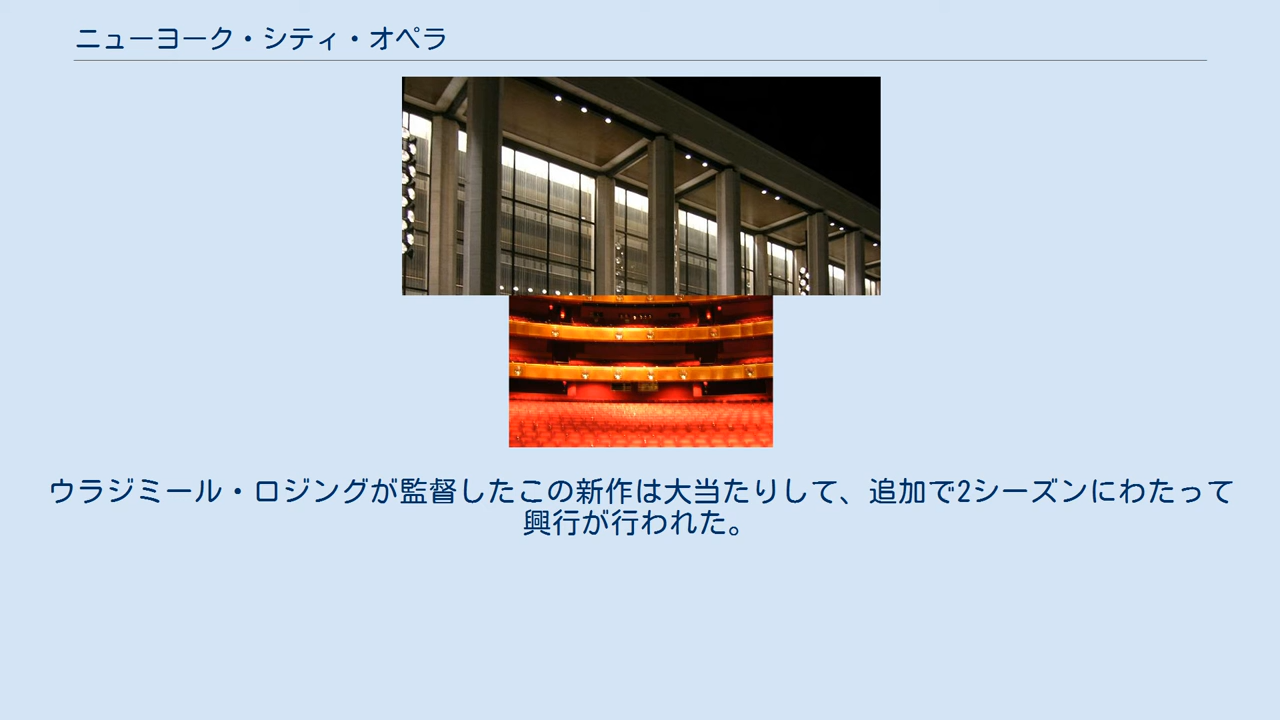 ニューヨーク・シティ・オペラ
ウラジミール・ロジングが監督したこの新作は大当たりして、追加で2シーズンにわたって
興行が行われた。